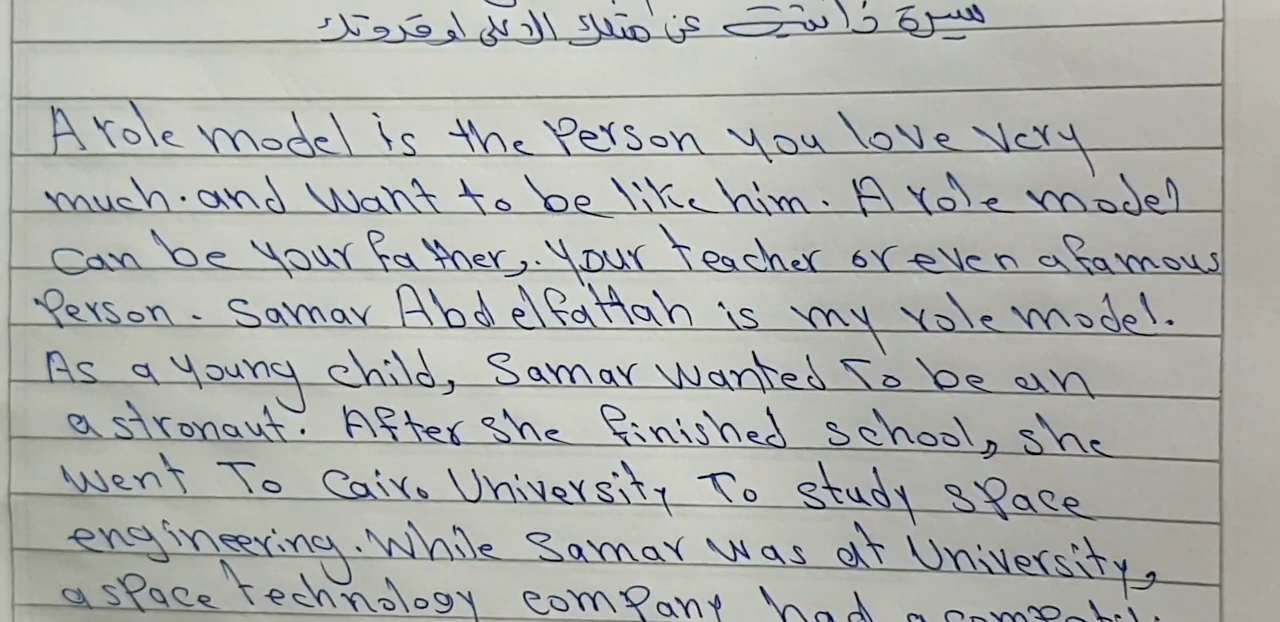 سيرة ذاتية عن مثلك الاعلى او قدوتك
A role model is the Person you love very
much. and want to be like him. A role model
can be your father,. your teacher or even a famous
Person. Samar Abdelfattah is my role model.
As a young child, Samar wanted To be an
astronaut. After she finished school, she
went To Cairo University To study space
engineering. While Samar was at University,
a space technology company had a